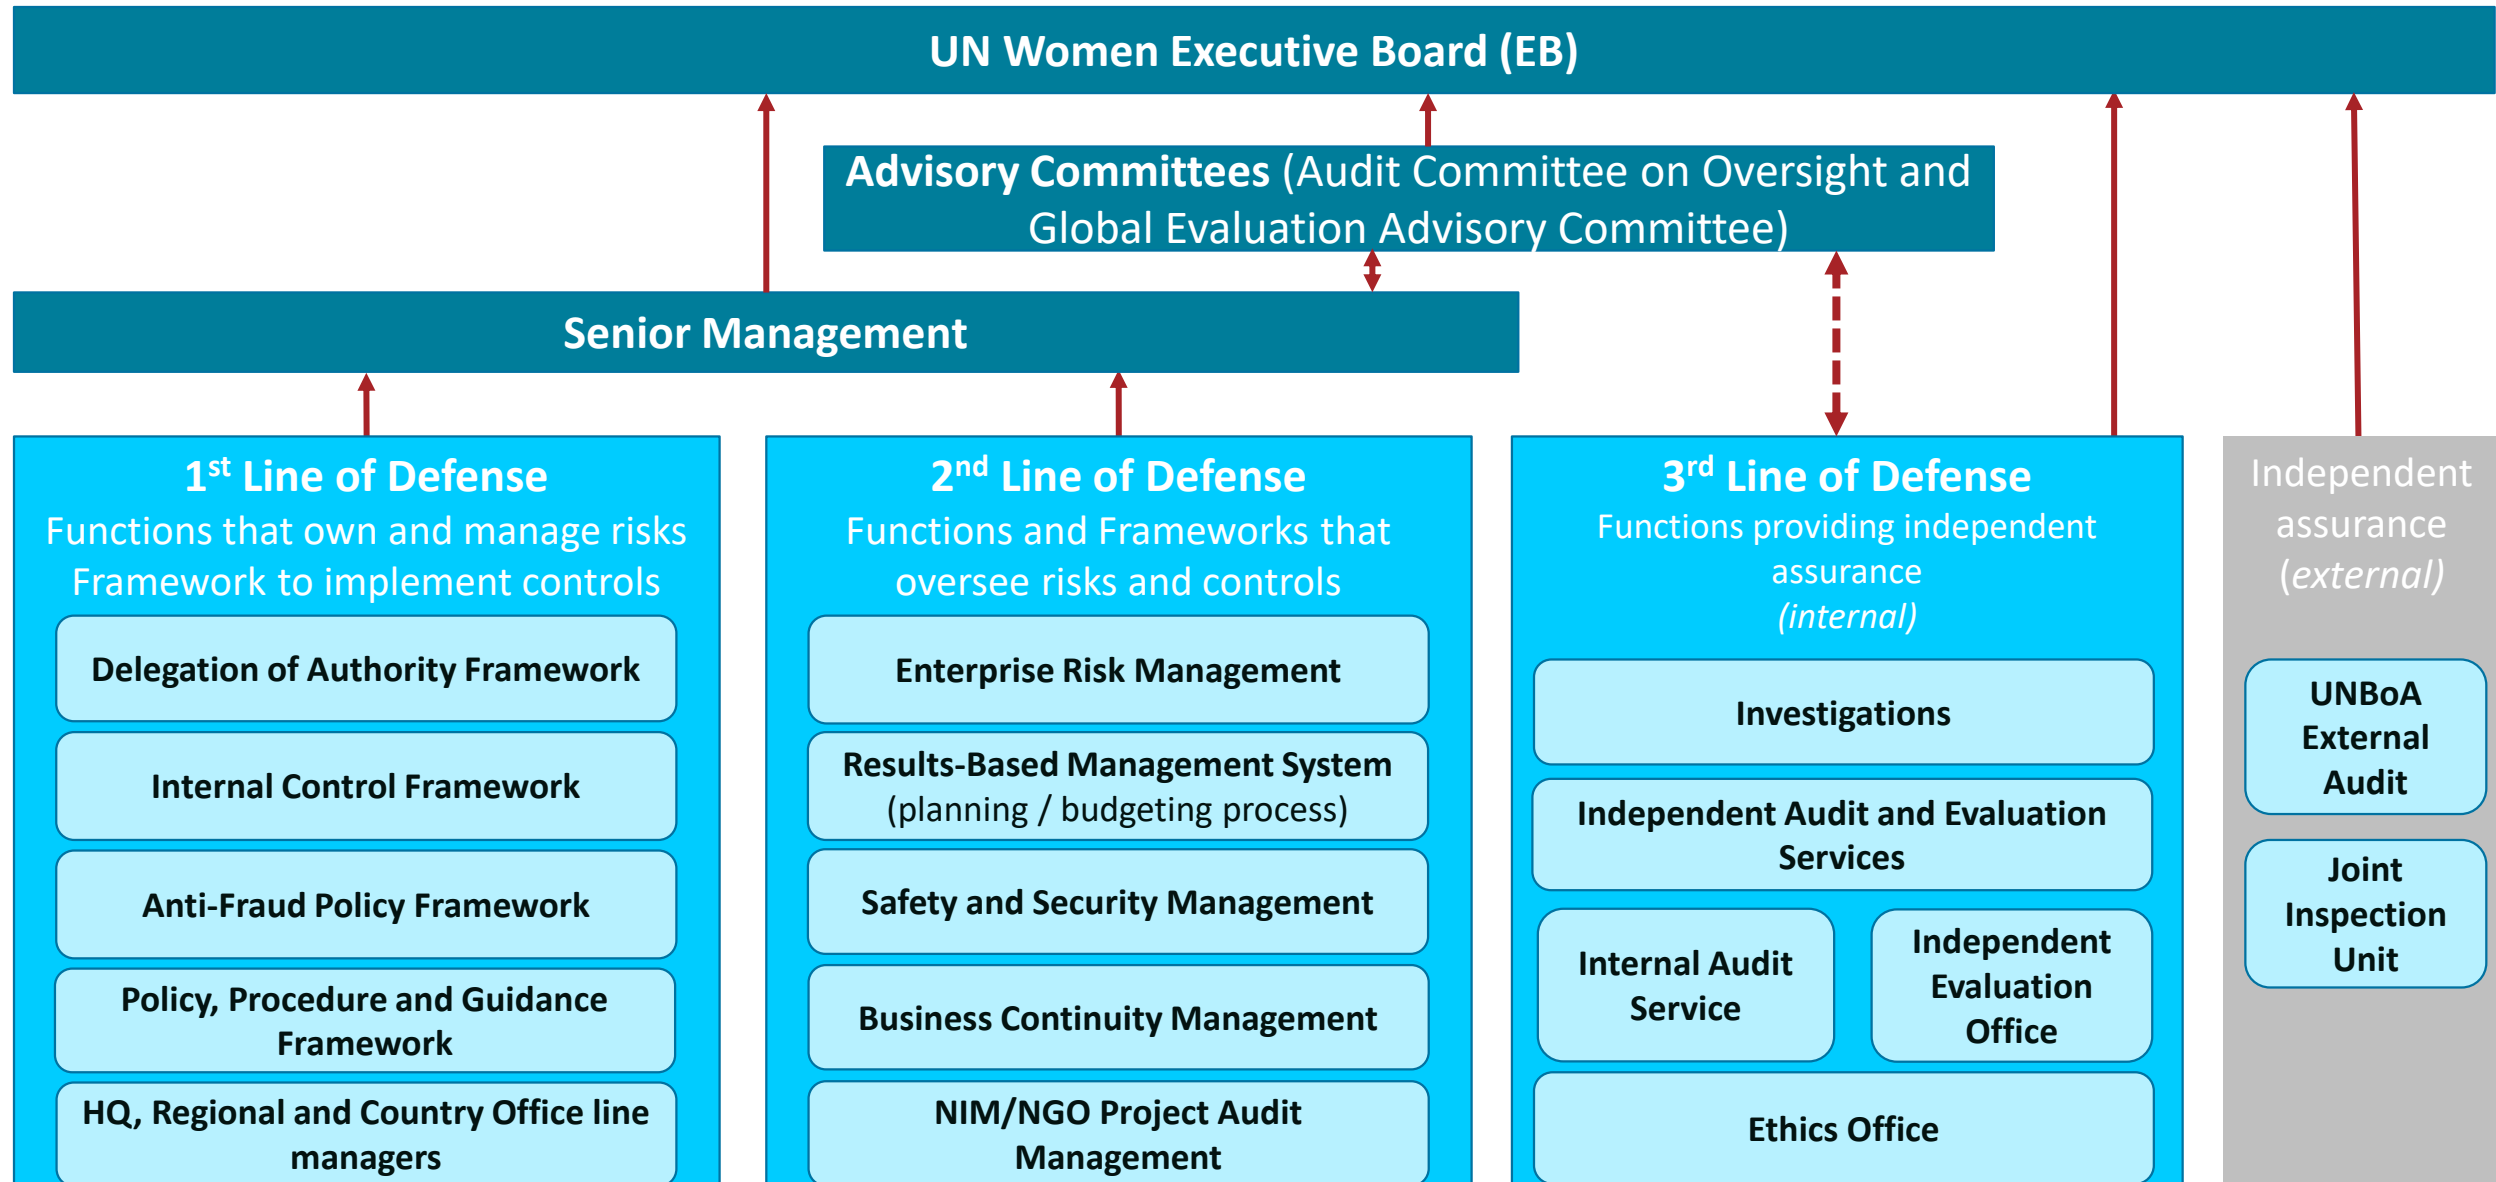 UN Women Executive Board (EB)
Advisory Committees (Audit Committee on Oversight and
Global Evaluation Advisory Committee)
Senior Management
1st Line of Defense
Functions that own and manage risks
Framework to implement controls
Delegation of Authority Framework
Internal Control Framework
Anti-Fraud Policy Framework
Policy, Procedure and Guidance
Framework
HQ, Regional and Country Office line
managers
2nd Line of Defense
Functions and Frameworks that
oversee risks and controls
Enterprise Risk Management
Results-Based Management System
(planning / budgeting process)
Safety and Security Management
Business Continuity Management
NIM/NGO Project Audit
Management
3rd Line of Defense
Functions providing independent
assurance
(internal)
Investigations
Independent Audit and Evaluation
Services
Internal Audit
Service
Independent
Evaluation
Office
Ethics Office
Independent
assurance
(external)
UNBoA
External
Audit
Joint
Inspection
Unit